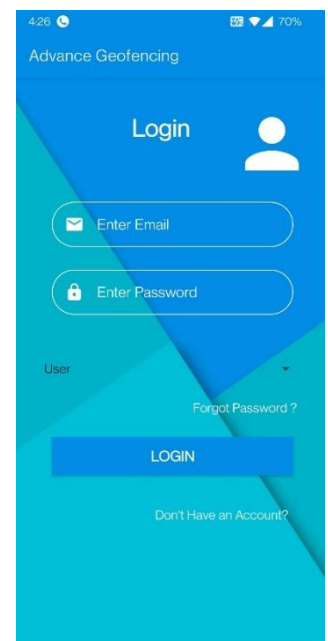 4:26 70%
Advance Geofencing
Login
Enter Email
Enter Password
User
Forgot Password ?
LOGIN
Don't Have an Account?